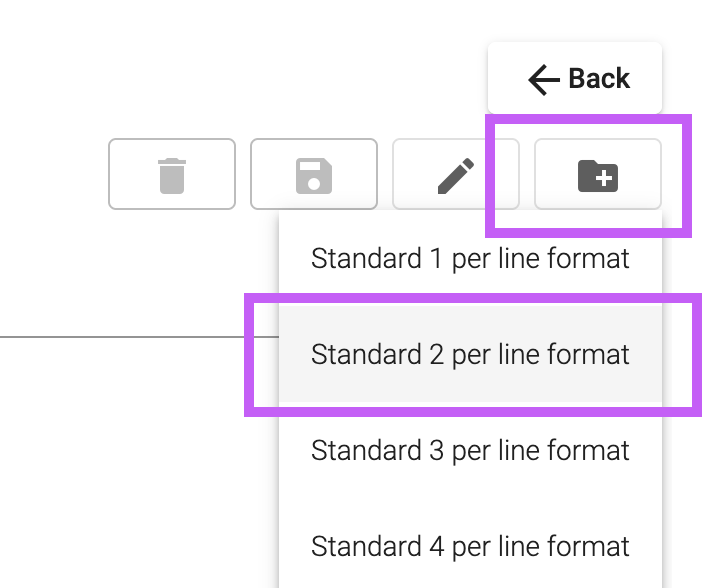 Back
Standard 1 per line format
Standard 2 per line format
Standard 3 per line format
Standard 4 per line format